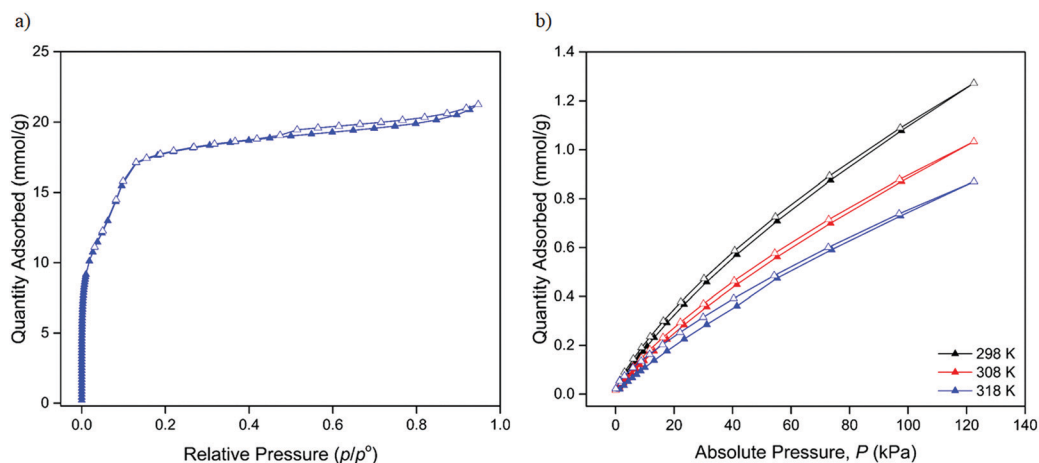 a)
25
20
15
10
5
0
Quantity Adsorbed (mmol/g)
0.0 0.2 0.4 0.6 0.8 1.0
Relative Pressure (p/p°)
b)
1.4
1.2
1.0
0.8
0.6
0.4
0.2
0.0
Quantity Adsorbed (mmol/g)
298 K
308 K
318 K
0 20 40 60 80 100 120 140
Absolute Pressure, P (kPa)